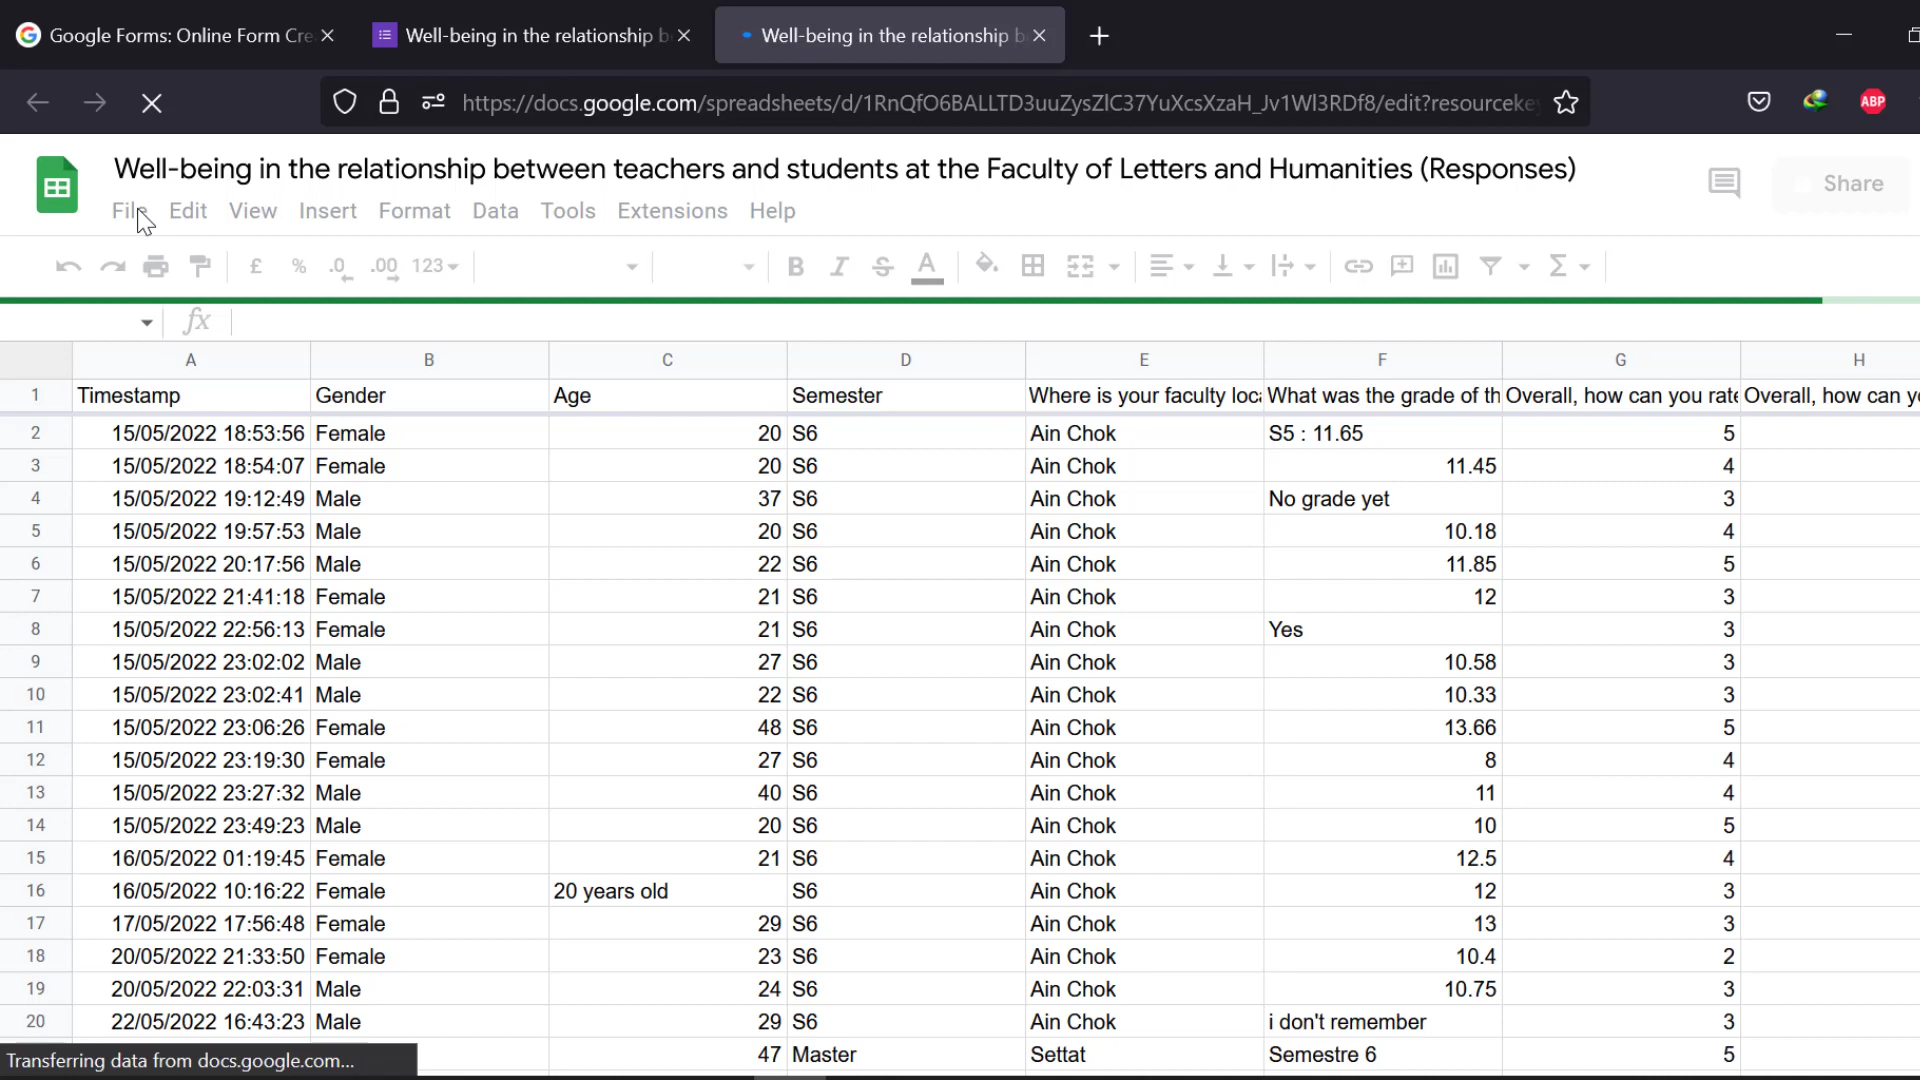 Google Forms: Online Form Cre
Well-being in the relationship b
Well-being in the relationship b
https://docs.google.com/spreadsheets/d/1RnQfO6BALLTD3uuZysZlC37YuXcsXzaH_Jv1Wl3RDf8/edit?resourceke
ABP
Well-being in the relationship between teachers and students at the Faculty of Letters and Humanities (Responses)
Share
File Edit View Insert Format Data Tools Extensions Help
£ % .0 .00 123 B I S A Σ
fx
A B C D E F G H
1 Timestamp Gender Age Semester Where is your faculty loca What was the grade of th Overall, how can you rate Overall, how can yo
2 15/05/2022 18:53:56 Female 20 S6 Ain Chok S5 : 11.65 5
3 15/05/2022 18:54:07 Female 20 S6 Ain Chok 11.45 4
4 15/05/2022 19:12:49 Male 37 S6 Ain Chok No grade yet 3
5 15/05/2022 19:57:53 Male 20 S6 Ain Chok 10.18 4
6 15/05/2022 20:17:56 Male 22 S6 Ain Chok 11.85 5
7 15/05/2022 21:41:18 Female 21 S6 Ain Chok 12 3
8 15/05/2022 22:56:13 Female 21 S6 Ain Chok Yes 3
9 15/05/2022 23:02:02 Male 27 S6 Ain Chok 10.58 3
10 15/05/2022 23:02:41 Male 22 S6 Ain Chok 10.33 3
11 15/05/2022 23:06:26 Female 48 S6 Ain Chok 13.66 5
12 15/05/2022 23:19:30 Female 27 S6 Ain Chok 8 4
13 15/05/2022 23:27:32 Male 40 S6 Ain Chok 11 4
14 15/05/2022 23:49:23 Male 20 S6 Ain Chok 10 5
15 16/05/2022 01:19:45 Female 21 S6 Ain Chok 12.5 4
16 16/05/2022 10:16:22 Female 20 years old S6 Ain Chok 12 3
17 17/05/2022 17:56:48 Female 29 S6 Ain Chok 13 3
18 20/05/2022 21:33:50 Female 23 S6 Ain Chok 10.4 2
19 20/05/2022 22:03:31 Male 24 S6 Ain Chok 10.75 3
20 22/05/2022 16:43:23 Male 29 S6 Ain Chok i don't remember 3
47 Master Settat Semestre 6 5
Transferring data from docs.google.com...